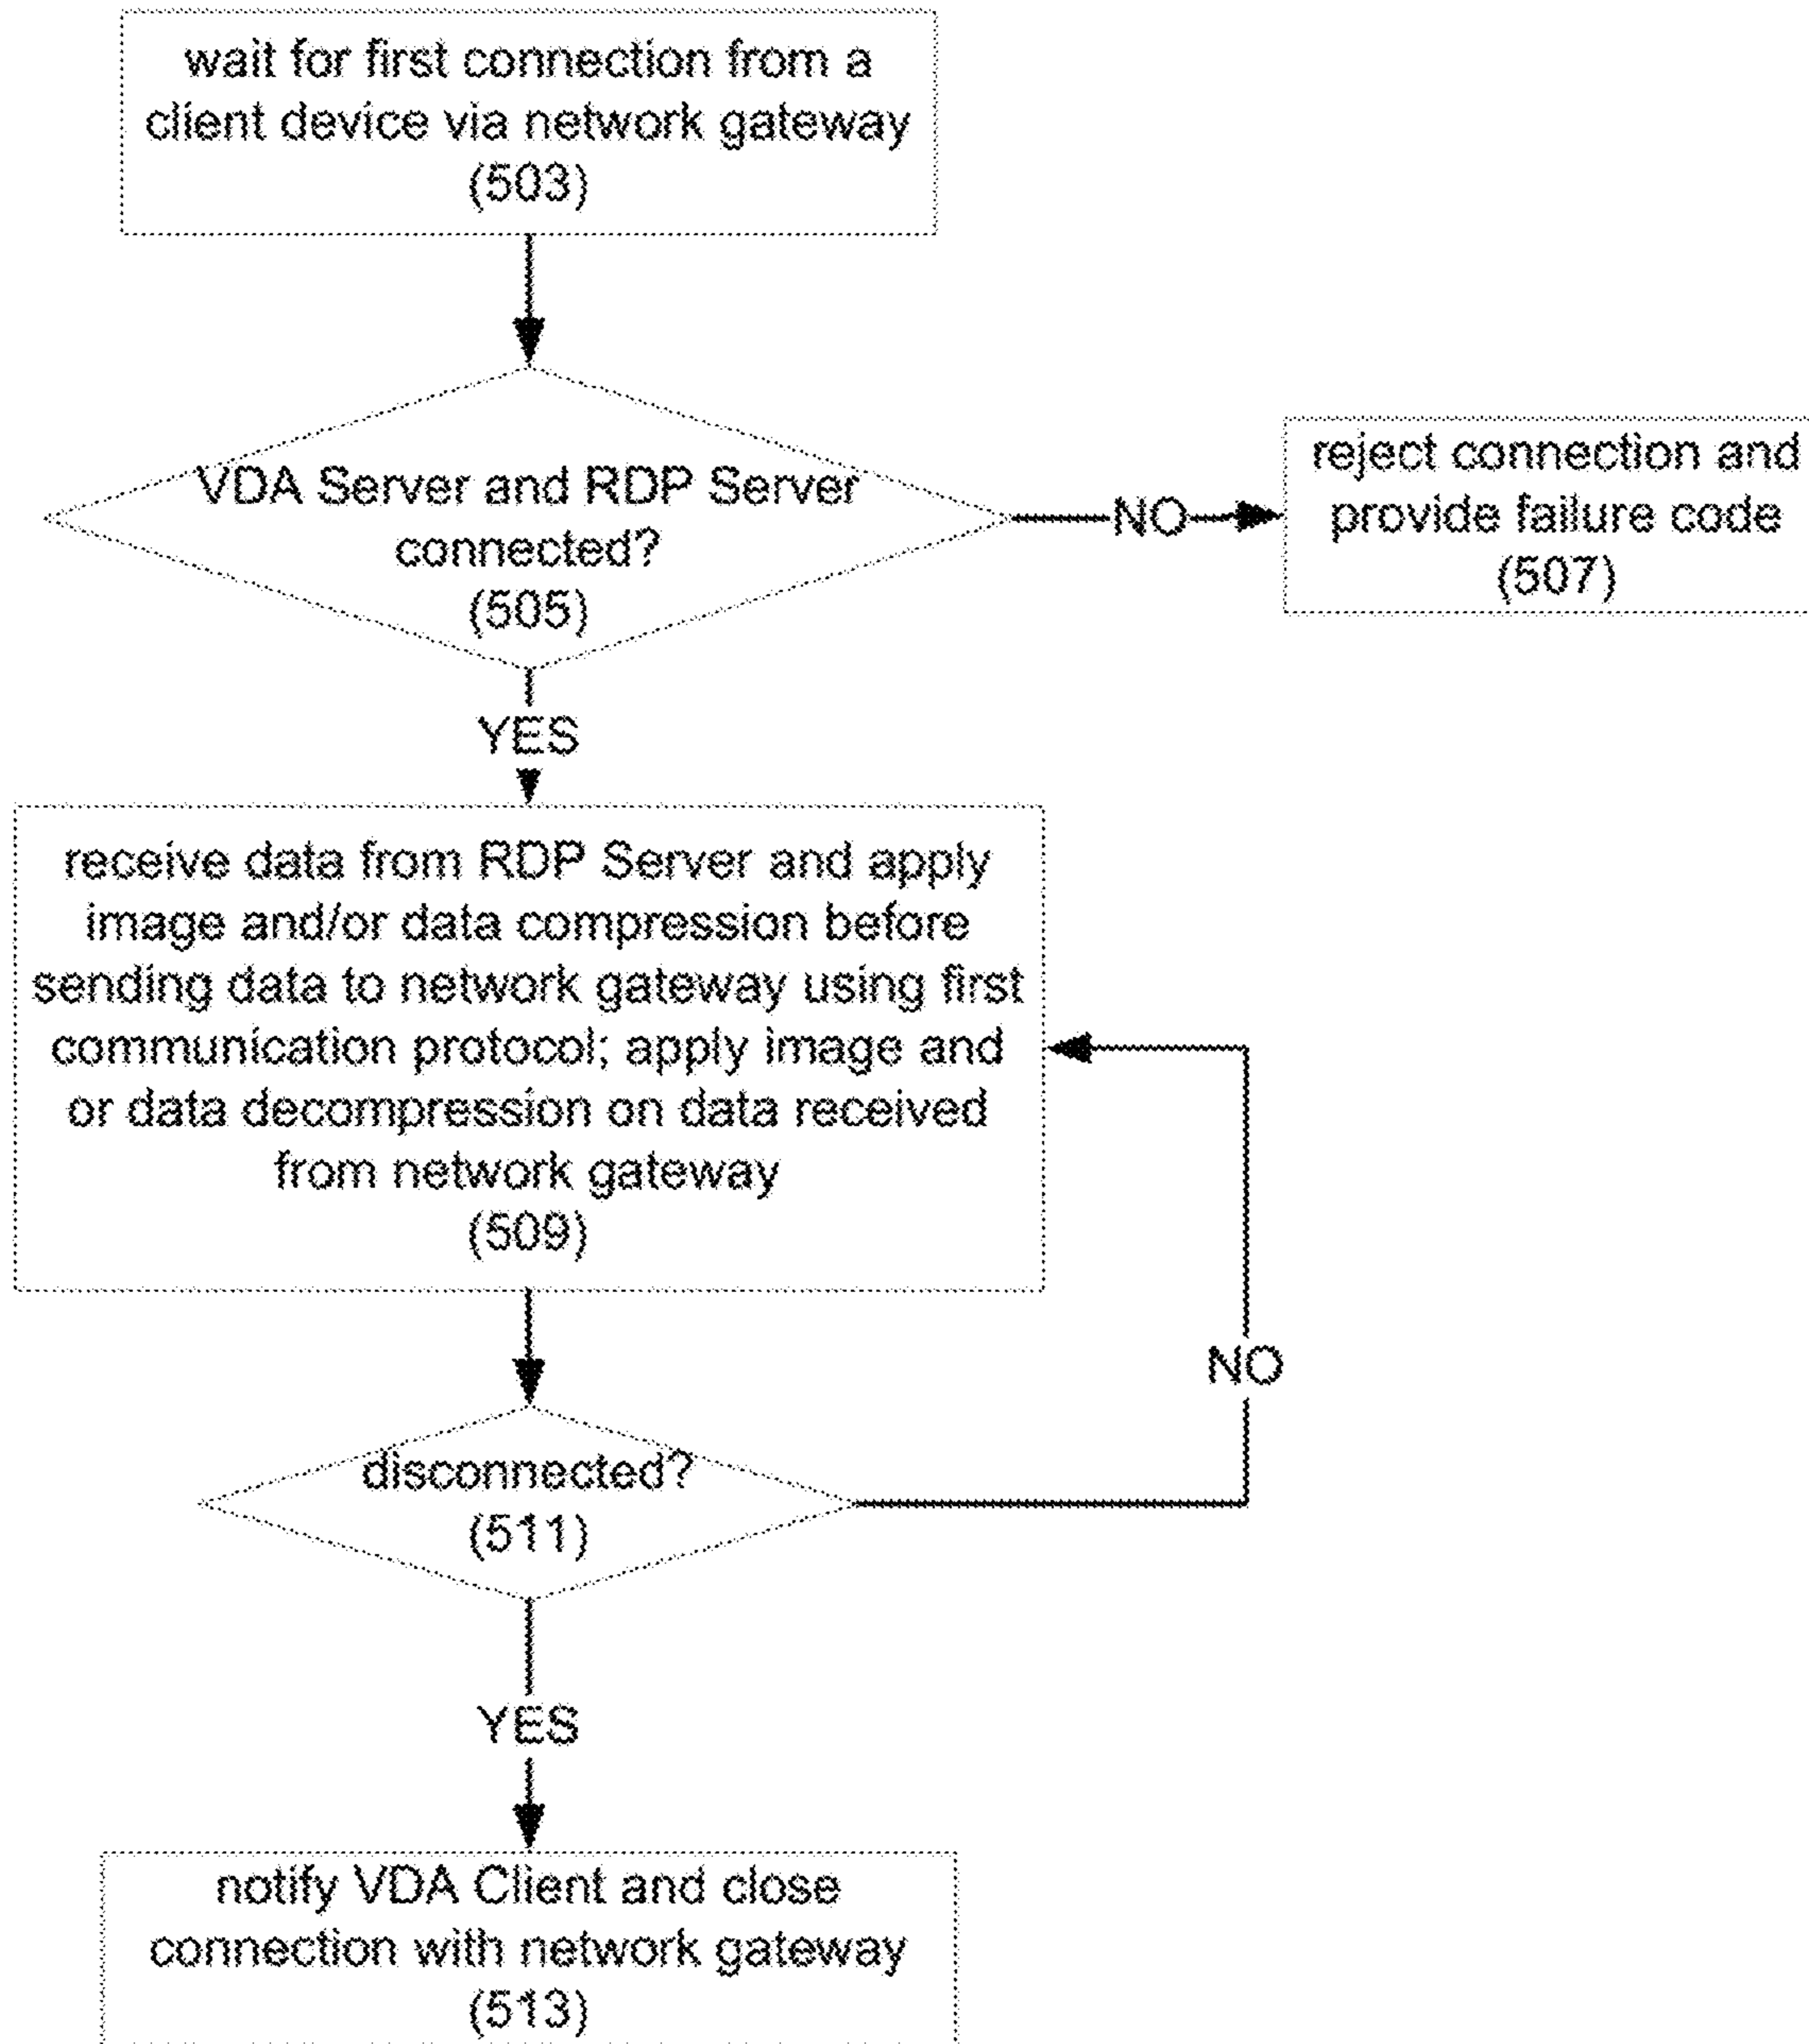 wait for first connection from a
client device via network gateway
(503)
VDA Server and RDP Server
connected?
(505)
NO
reject connection and
provide failure code
(507)
YES
receive data from RDP Server and apply
image and/or data compression before
sending data to network gateway using first
communication protocol; apply image and
or data decompression on data received
from network gateway
(509)
NO
disconnected?
(511)
YES
notify VDA Client and close
connection with network gateway
(513)